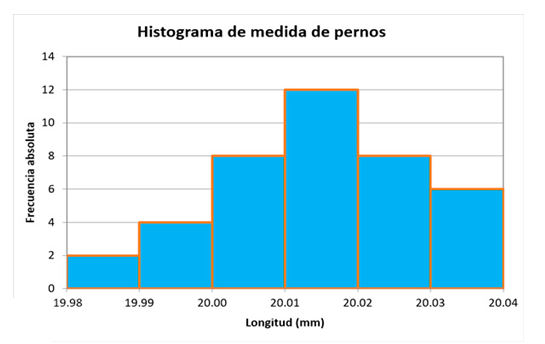 Histograma de medida de pernos
14
12
10
8
6
4
2
0
Frecuencia absoluta
19.98 19.99 20.00 20.01 20.02 20.03 20.04
Longitud (mm)